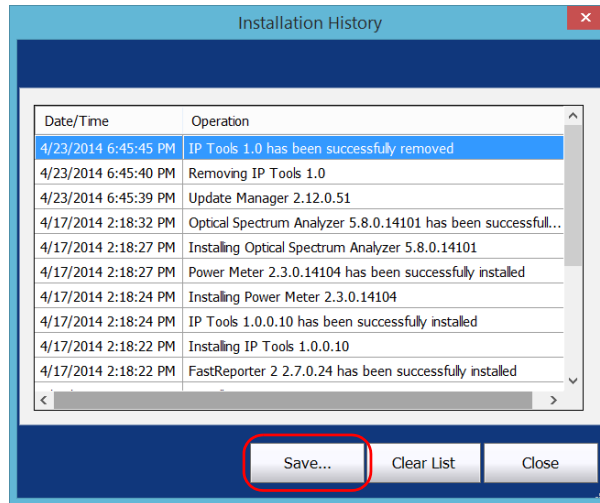 Installation History
Date/Time Operation
4/23/2014 6:45:45 PM IP Tools 1.0 has been successfully removed
4/23/2014 6:45:40 PM Removing IP Tools 1.0
4/23/2014 6:45:39 PM Update Manager 2.12.0.51
4/17/2014 2:18:32 PM Optical Spectrum Analyzer 5.8.0.14101 has been successfull...
4/17/2014 2:18:27 PM Installing Optical Spectrum Analyzer 5.8.0.14101
4/17/2014 2:18:27 PM Power Meter 2.3.0.14104 has been successfully installed
4/17/2014 2:18:24 PM Installing Power Meter 2.3.0.14104
4/17/2014 2:18:24 PM IP Tools 1.0.0.10 has been successfully installed
4/17/2014 2:18:22 PM Installing IP Tools 1.0.0.10
4/17/2014 2:18:22 PM FastReporter 2 2.7.0.24 has been successfully installed
Save... Clear List Close